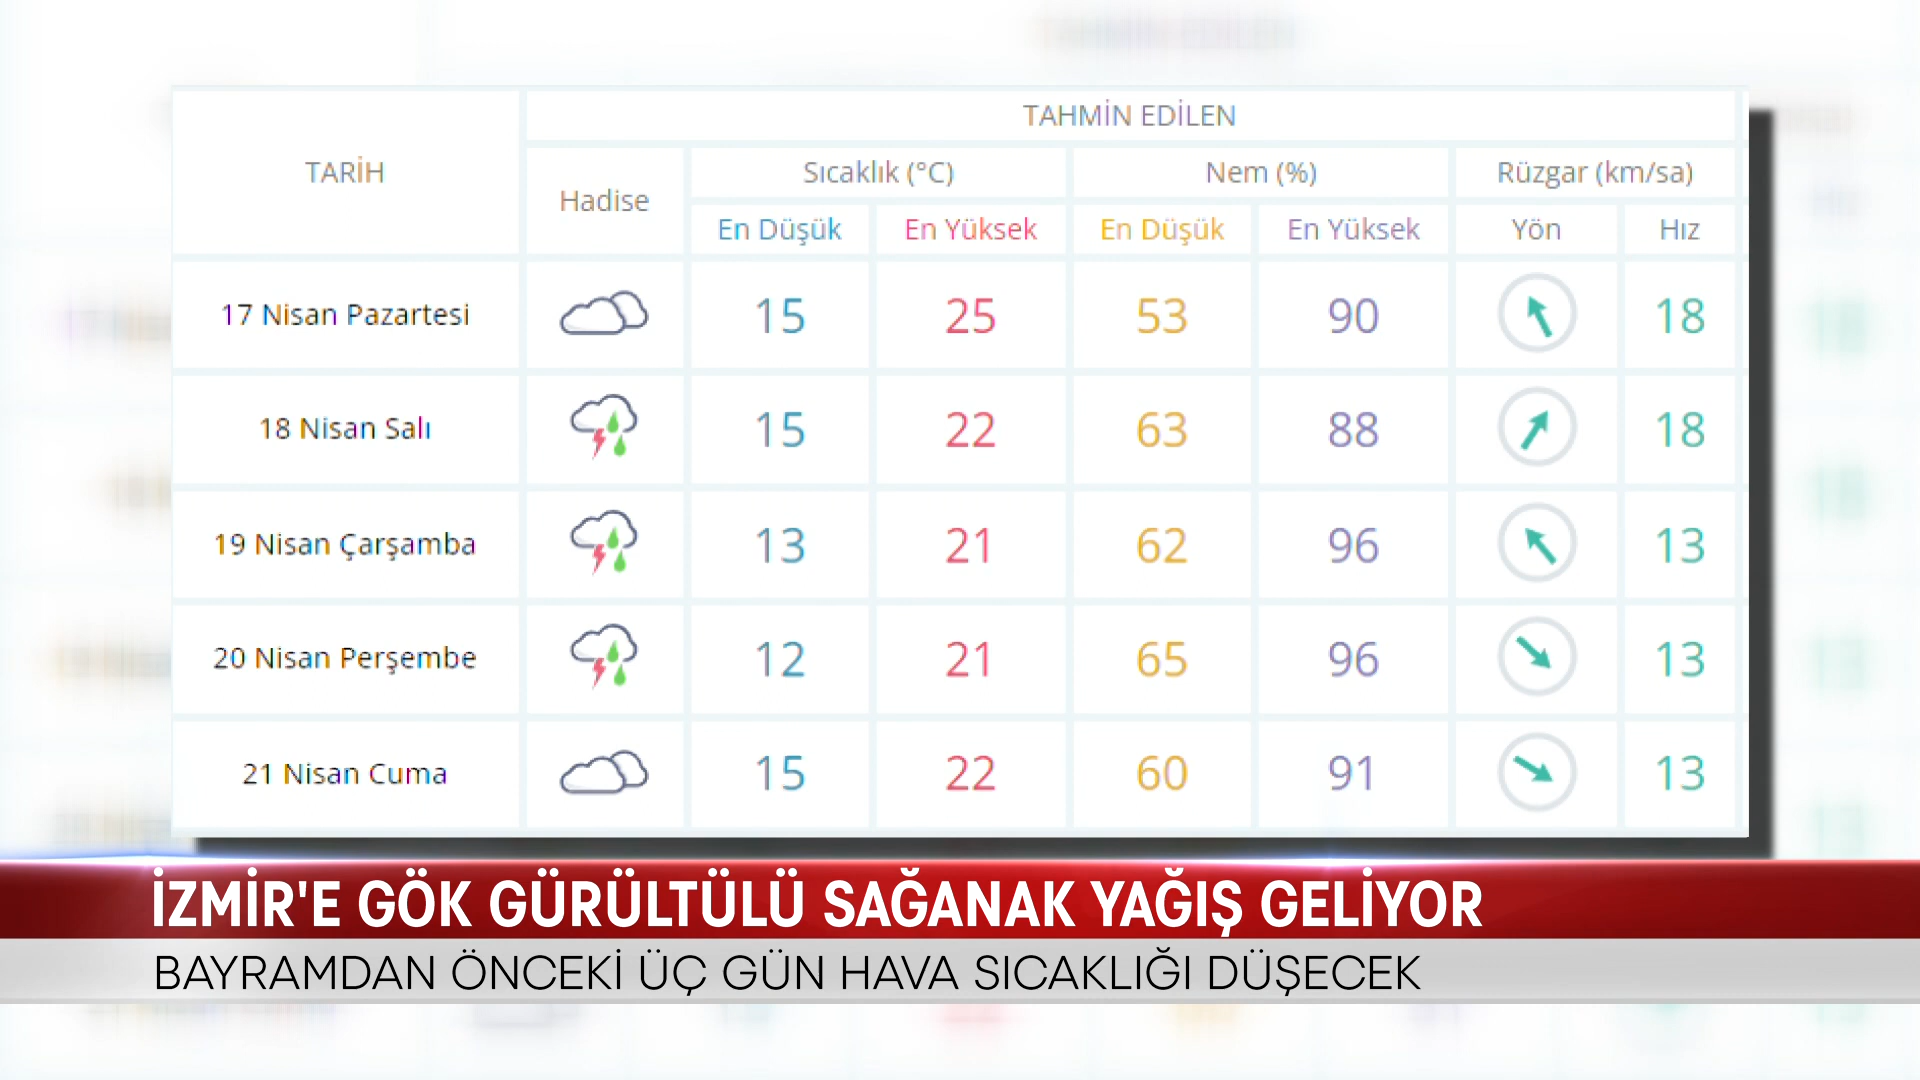 TAHMİN EDİLEN
TARİH
Hadise
Sıcaklık (°C)
Nem (%)
Rüzgar (km/sa)
En Düşük
En Yüksek
En Düşük
En Yüksek
Yön
Hız
17 Nisan Pazartesi 15 25 53 90 18
18 Nisan Salı 15 22 63 88 18
19 Nisan Çarşamba 13 21 62 96 13
20 Nisan Perşembe 12 21 65 96 13
21 Nisan Cuma 15 22 60 91 13
İZMİR'E GÖK GÜRÜLTÜLÜ SAĞANAK YAĞIŞ GELİYOR
BAYRAMDAN ÖNCEKİ ÜÇ GÜN HAVA SICAKLIĞI DÜŞECEK